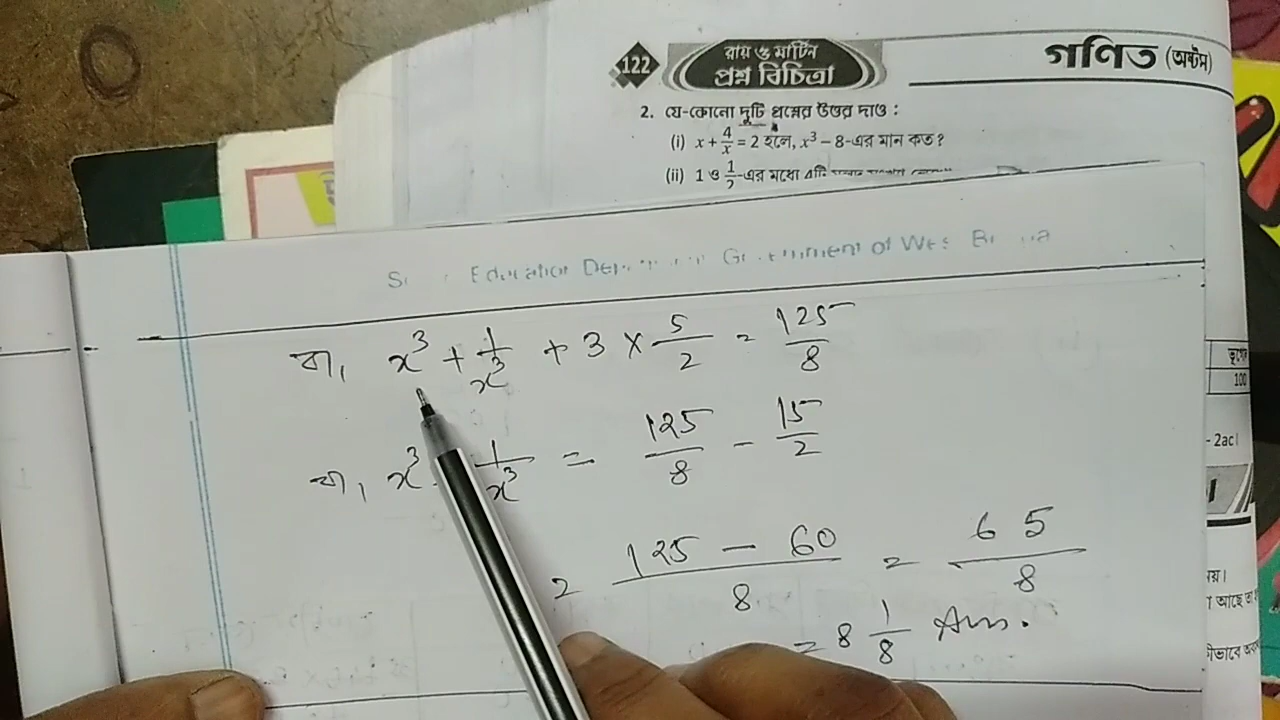 122 রায় ও মার্টিন প্রশ্ন বিচিত্রা গণিত (অষ্টম)
2. যে-কোনো দুটি প্রশ্নের উত্তর দাও :
(i) x + 4/x = 2 হলে, x³ – 8-এর মান কত?
(ii) 1 ও 1/2-এর মধ্যে
Education Government of
বা, x³ + 1/x³ + 3 × 5/2 = 125/8
বা, x³ 1/x³ = 125/8 – 15/2
= 125 – 60/8 = 65/8
= 8 1/8 Ans.
100
- 2ac